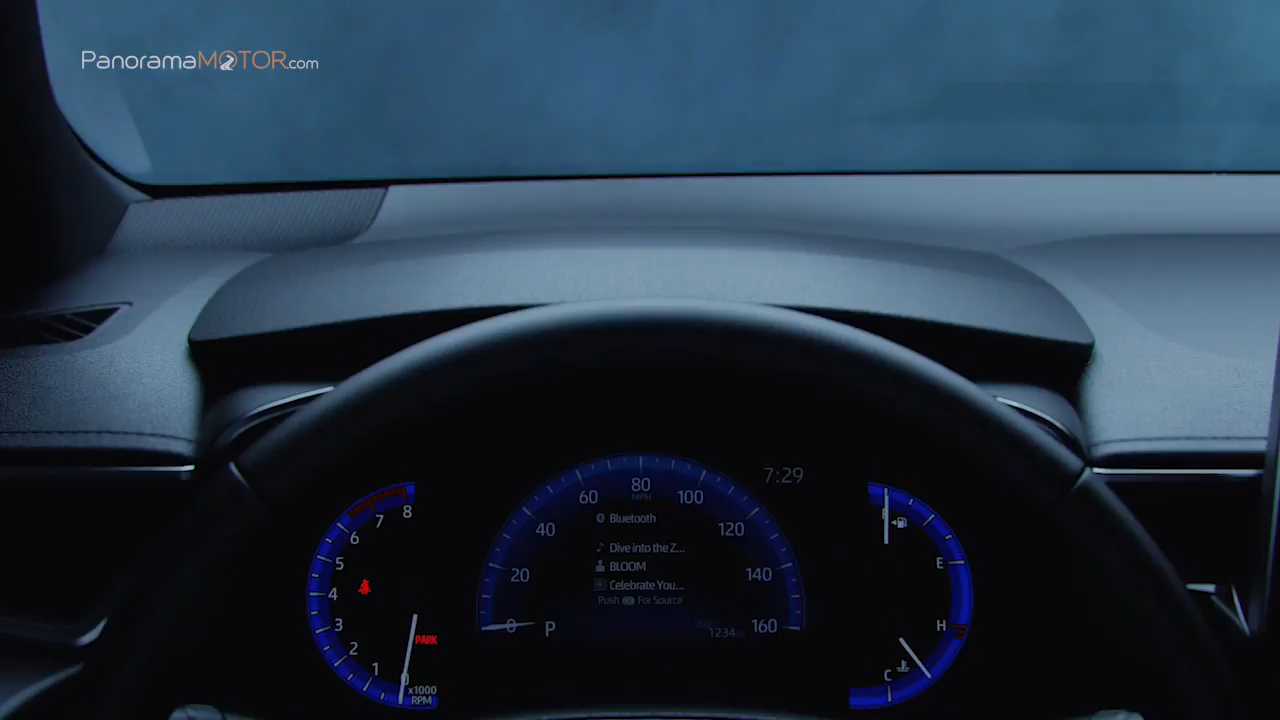 PanoramaMOTOR.com
7:29
80
MPH
60
100
40
120
20
140
0
160
Bluetooth
Dive into the Z...
BLOOM
Celebrate You...
Push For Source
P
1234
8
7
6
5
4
3
2
1
0
x1000
RPM
PARK
F
E
H
C